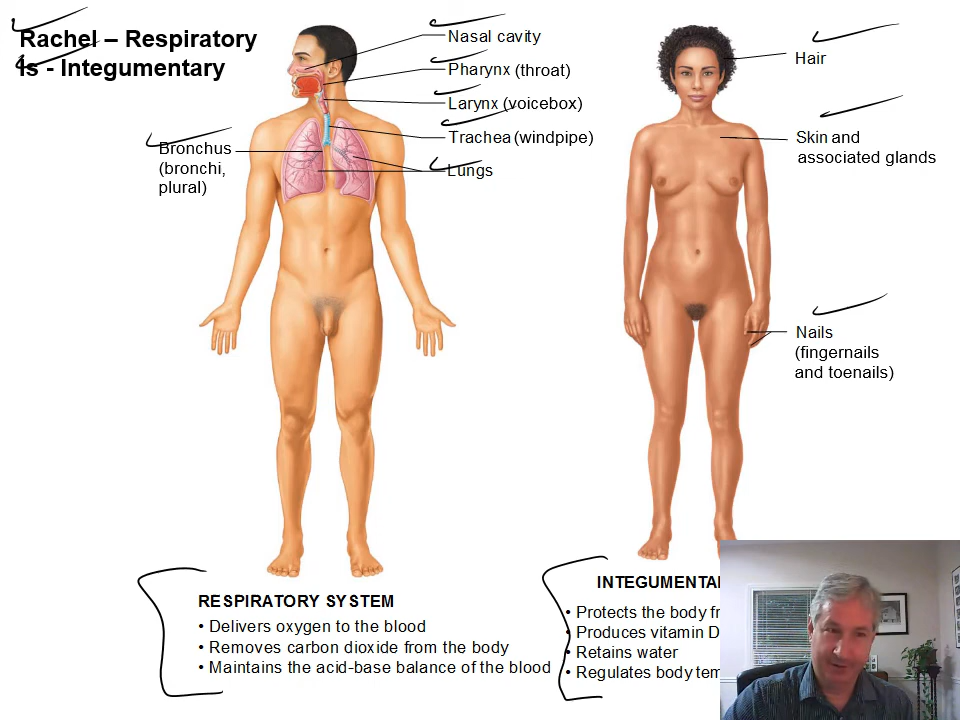 Rachel – Respiratory
Is - Integumentary
Nasal cavity
Pharynx (throat)
Larynx (voicebox)
Trachea (windpipe)
Lungs
Bronchus
(bronchi,
plural)
Hair
Skin and
associated glands
Nails
(fingernails
and toenails)
RESPIRATORY SYSTEM
• Delivers oxygen to the blood
• Removes carbon dioxide from the body
• Maintains the acid-base balance of the blood
• Protects the body
• Produces vitamin D
• Retains water
• Regulates body